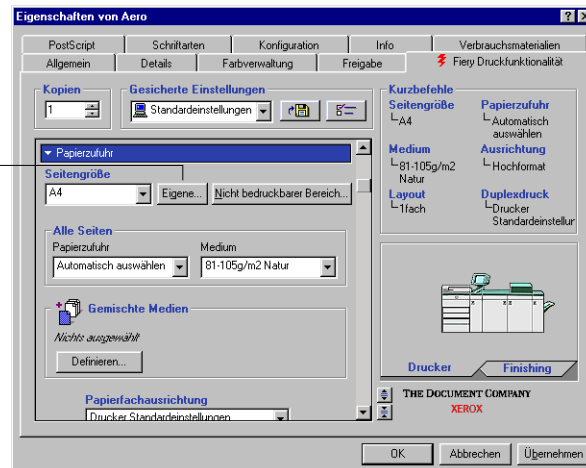 Eigenschaften von Aero
PostScript
Schriftarten
Konfiguration
Info
Verbrauchsmaterialien
Allgemein
Details
Farbverwaltung
Freigabe
Fiery Druckfunktionalität
Kopien
1
Gesicherte Einstellungen
Standardeinstellungen
Papierzufuhr
Seitengröße
A4
Eigene...
Nicht bedruckbarer Bereich...
Alle Seiten
Papierzufuhr
Automatisch auswählen
Medium
81-105g/m2 Natur
Gemischte Medien
Nichts ausgewählt
Definieren...
Papierfachausrichtung
Drucker Standardeinstellungen
Kurzbefehle
Seitengröße
A4
Papierzufuhr
Automatisch
auswählen
Medium
81-105g/m2
Natur
Ausrichtung
Hochformat
Layout
1fach
Duplexdruck
Drucker
Standardeinstellur
Drucker
Finishing
THE DOCUMENT COMPANY
XEROX
OK
Abbrechen
Übernehmen